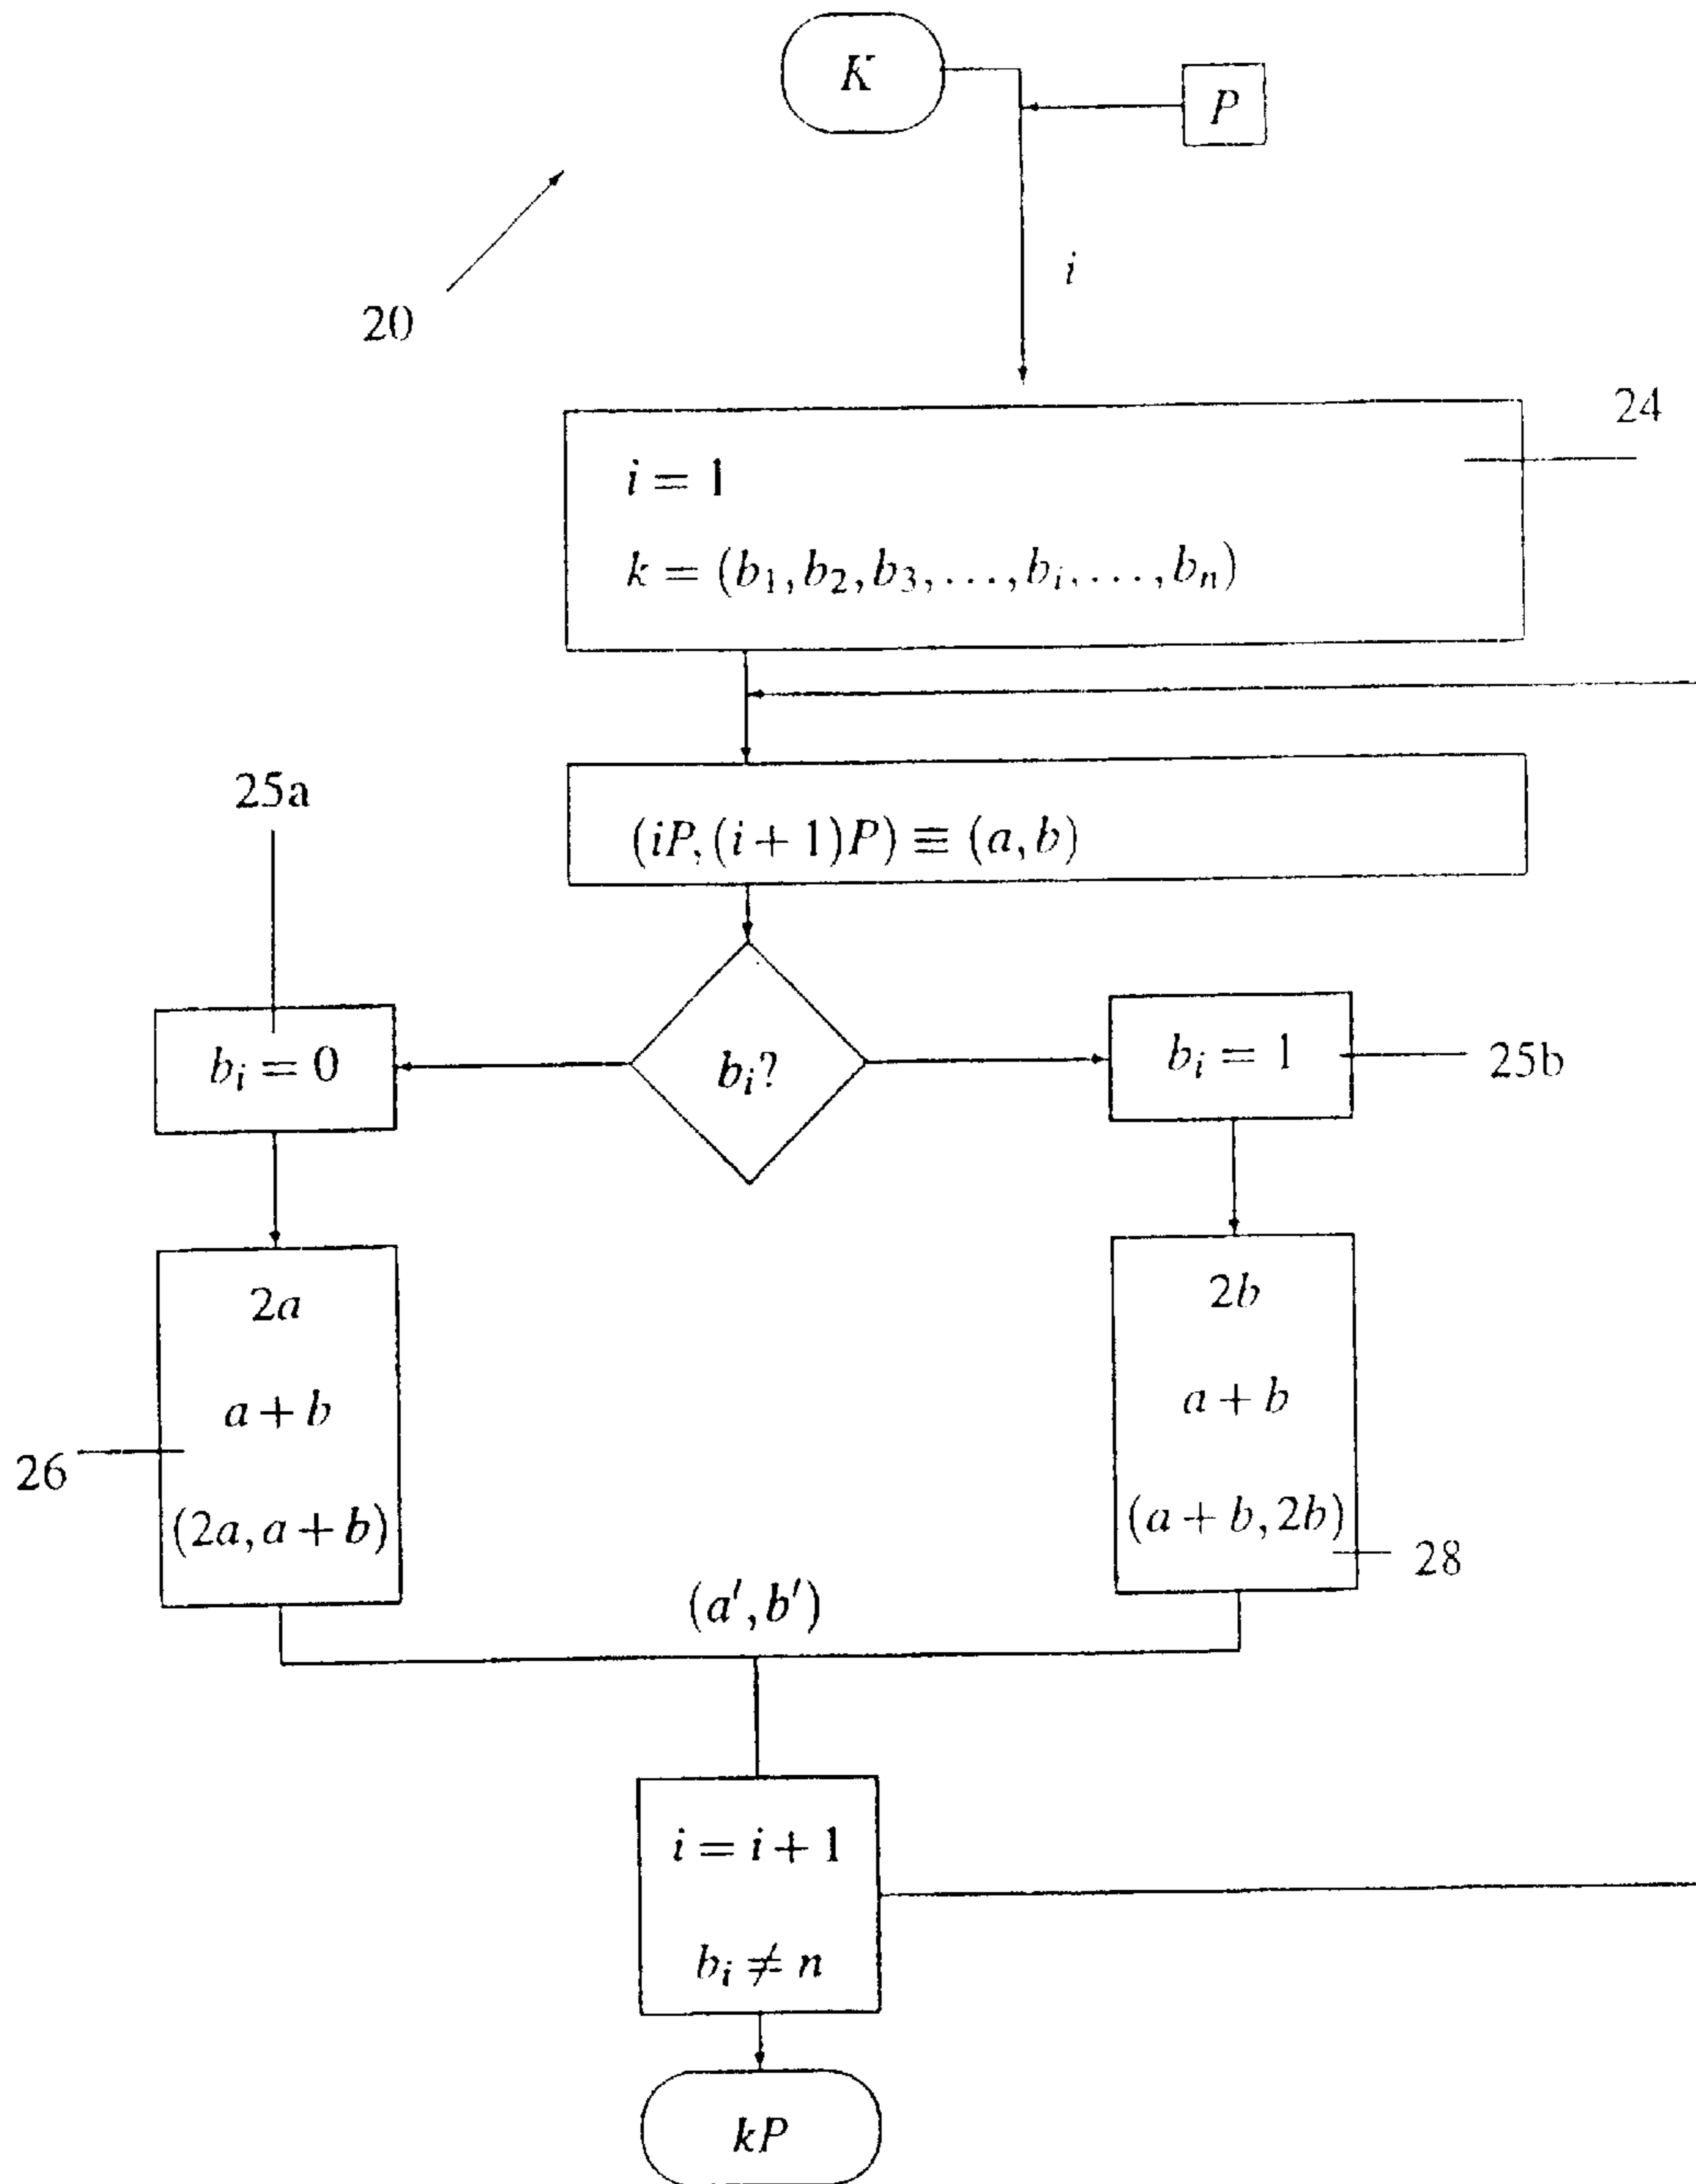 K
P
i
20
24
i = 1
k = (b₁, b₂, b₃, …, bᵢ, …, bₙ)
25a
(iP, (i + 1)P) ≡ (a, b)
bᵢ = 0
bᵢ?
bᵢ = 1
25b
2a
a + b
(2a, a + b)
26
2b
a + b
(a + b, 2b)
28
(a′, b′)
i = i + 1
bᵢ ≠ n
kP